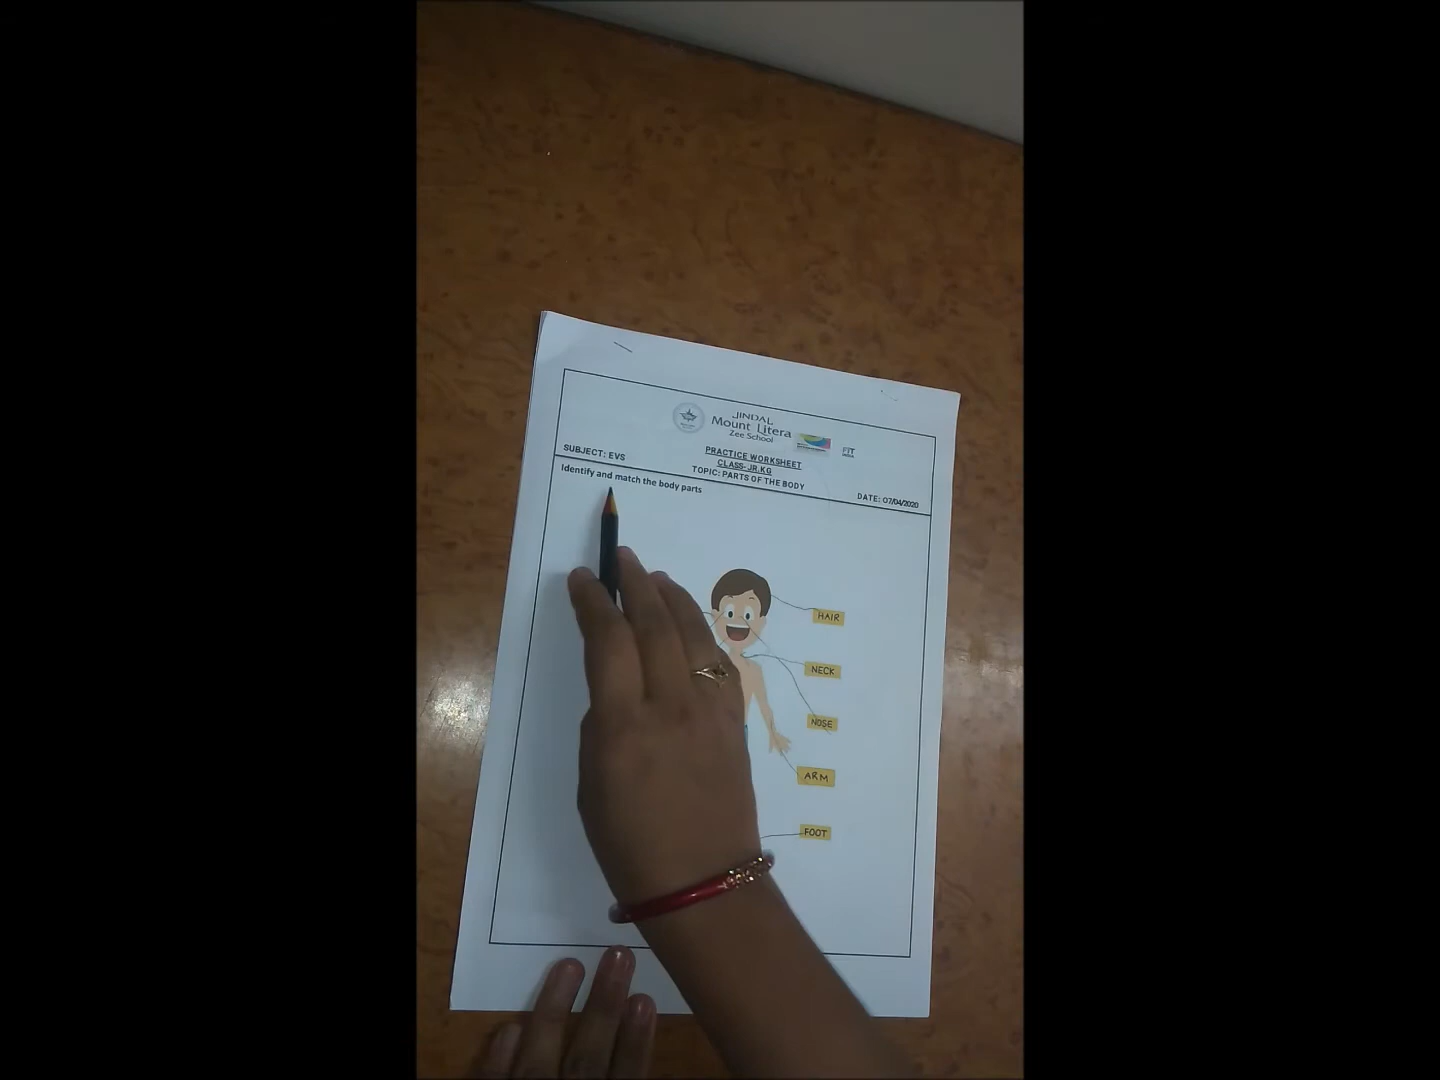 JINDAL
Mount Litera
Zee School
FIT
SUBJECT: EVS
PRACTICE WORKSHEET
CLASS-JR.KG
TOPIC: PARTS OF THE BODY
DATE: 07/04/2020
Identify and match the body parts
HAIR
NECK
NOSE
ARM
FOOT